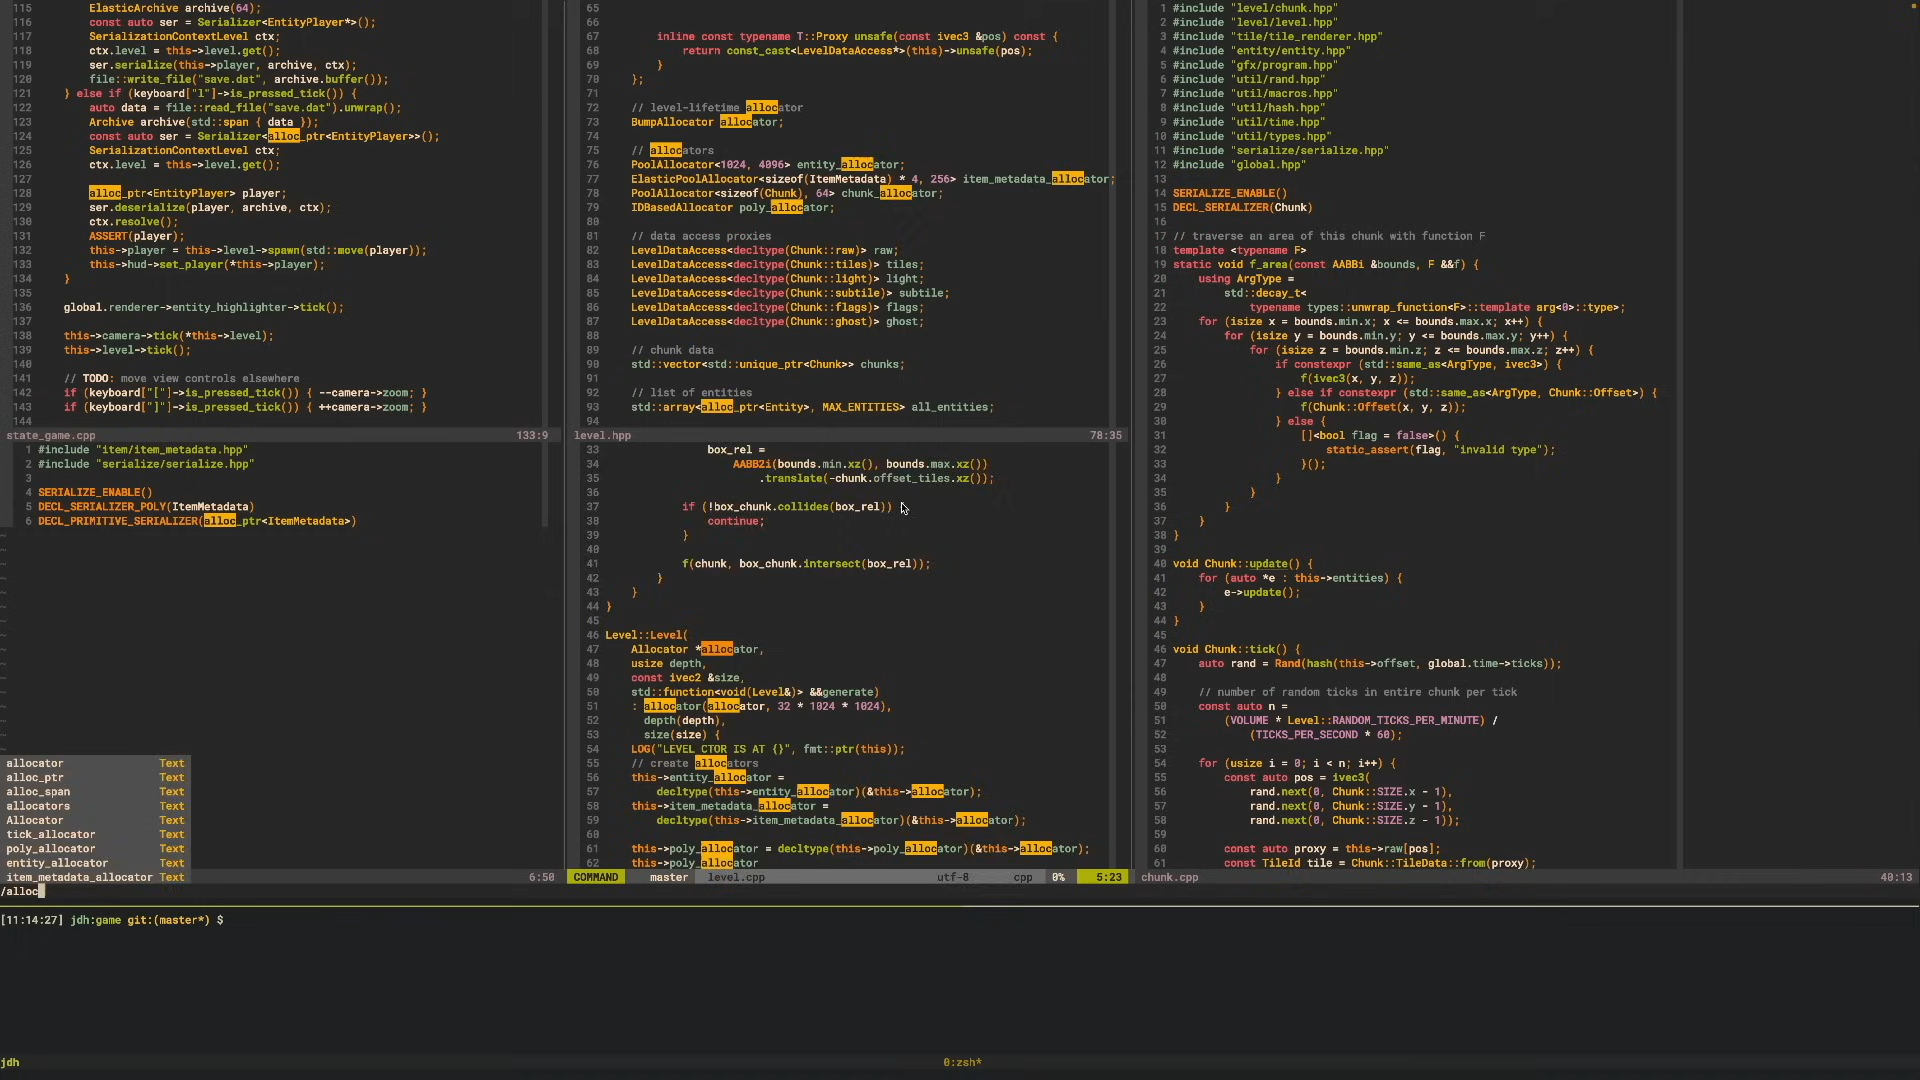 115 ElasticArchive archive(64);
116 const auto ser = Serializer<EntityPlayer*>();
117 SerializationContextLevel ctx;
118 ctx.level = this->level.get();
119 ser.serialize(this->player, archive, ctx);
120 file::write_file("save.dat", archive.buffer());
121 } else if (keyboard["l"]->is_pressed_tick()) {
122 auto data = file::read_file("save.dat").unwrap();
123 Archive archive(std::span { data });
124 const auto ser = Serializer<alloc_ptr<EntityPlayer>>();
125 SerializationContextLevel ctx;
126 ctx.level = this->level.get();
127
128 alloc_ptr<EntityPlayer> player;
129 ser.deserialize(player, archive, ctx);
130 ctx.resolve();
131 ASSERT(player);
132 this->player = this->level->spawn(std::move(player));
133 this->hud->set_player(*this->player);
134 }
135
136 global.renderer->entity_highlighter->tick();
137
138 this->camera->tick(*this->level);
139 this->level->tick();
140
141 // TODO: move view controls elsewhere
142 if (keyboard["["]->is_pressed_tick()) { --camera->zoom; }
143 if (keyboard["]"]->is_pressed_tick()) { ++camera->zoom; }
144
state_game.cpp 133:9
1 #include "item/item_metadata.hpp"
2 #include "serialize/serialize.hpp"
3
4 SERIALIZE_ENABLE()
5 DECL_SERIALIZER_POLY(ItemMetadata)
6 DECL_PRIMITIVE_SERIALIZER(alloc_ptr<ItemMetadata>)
~
allocator Text
alloc_ptr Text
alloc_span Text
allocators Text
Allocator Text
tick_allocator Text
poly_allocator Text
entity_allocator Text
item_metadata_allocator Text
6:50
65
67 inline const typename T::Proxy unsafe(const ivec3 &pos) const {
68 return const_cast<LevelDataAccess*>(this)->unsafe(pos);
69 }
70 };
71
72 // level-lifetime allocator
73 BumpAllocator allocator;
74
75 // allocators
76 PoolAllocator<1024, 4096> entity_allocator;
77 ElasticPoolAllocator<sizeof(ItemMetadata) * 4, 256> item_metadata_allocator;
78 PoolAllocator<sizeof(Chunk), 64> chunk_allocator;
79 IDBasedAllocator poly_allocator;
80
81 // data access proxies
82 LevelDataAccess<decltype(Chunk::raw)> raw;
83 LevelDataAccess<decltype(Chunk::tiles)> tiles;
84 LevelDataAccess<decltype(Chunk::light)> light;
85 LevelDataAccess<decltype(Chunk::subtile)> subtile;
86 LevelDataAccess<decltype(Chunk::flags)> flags;
87 LevelDataAccess<decltype(Chunk::ghost)> ghost;
88
89 // chunk data
90 std::vector<std::unique_ptr<Chunk>> chunks;
91
92 // list of entities
93 std::array<alloc_ptr<Entity>, MAX_ENTITIES> all_entities;
94
level.hpp 78:35
33 box_rel =
34 AABB2i(bounds.min.xz(), bounds.max.xz())
35 .translate(-chunk.offset_tiles.xz());
36
37 if (!box_chunk.collides(box_rel)) {
38 continue;
39 }
40
41 f(chunk, box_chunk.intersect(box_rel));
42 }
43 }
44 }
45
46 Level::Level(
47 Allocator *allocator,
48 usize depth,
49 const ivec2 &size,
50 std::function<void(Level&)> &&generate)
51 : allocator(allocator, 32 * 1024 * 1024),
52 depth(depth),
53 size(size) {
54 LOG("LEVEL CTOR IS AT {}", fmt::ptr(this));
55 // create allocators
56 this->entity_allocator =
57 decltype(this->entity_allocator)(&this->allocator);
58 this->item_metadata_allocator =
59 decltype(this->item_metadata_allocator)(&this->allocator);
60
61 this->poly_allocator = decltype(this->poly_allocator)(&this->allocator);
62 this->poly_allocator
COMMAND master level.cpp utf-8 cpp 0% 5:23
1 #include "level/chunk.hpp"
2 #include "level/level.hpp"
3 #include "tile/tile_renderer.hpp"
4 #include "entity/entity.hpp"
5 #include "gfx/program.hpp"
6 #include "util/rand.hpp"
7 #include "util/macros.hpp"
8 #include "util/hash.hpp"
9 #include "util/time.hpp"
10 #include "util/types.hpp"
11 #include "serialize/serialize.hpp"
12 #include "global.hpp"
13
14 SERIALIZE_ENABLE()
15 DECL_SERIALIZER(Chunk)
16
17 // traverse an area of this chunk with function F
18 template <typename F>
19 static void f_area(const AABBi &bounds, F &&f) {
20 using ArgType =
21 std::decay_t<
22 typename types::unwrap_function<F>::template arg<0>::type>;
23 for (isize x = bounds.min.x; x <= bounds.max.x; x++) {
24 for (isize y = bounds.min.y; y <= bounds.max.y; y++) {
25 for (isize z = bounds.min.z; z <= bounds.max.z; z++) {
26 if constexpr (std::same_as<ArgType, ivec3>) {
27 f(ivec3(x, y, z));
28 } else if constexpr (std::same_as<ArgType, Chunk::Offset>) {
29 f(Chunk::Offset(x, y, z));
30 } else {
31 []<bool flag = false>() {
32 static_assert(flag, "invalid type");
33 }();
34 }
35 }
36 }
37 }
38 }
39
40 void Chunk::update() {
41 for (auto *e : this->entities) {
42 e->update();
43 }
44 }
45
46 void Chunk::tick() {
47 auto rand = Rand(hash(this->offset, global.time->ticks));
48
49 // number of random ticks in entire chunk per tick
50 const auto n =
51 (VOLUME * Level::RANDOM_TICKS_PER_MINUTE) /
52 (TICKS_PER_SECOND * 60);
53
54 for (usize i = 0; i < n; i++) {
55 const auto pos = ivec3(
56 rand.next(0, Chunk::SIZE.x - 1),
57 rand.next(0, Chunk::SIZE.y - 1),
58 rand.next(0, Chunk::SIZE.z - 1));
59
60 const auto proxy = this->raw[pos];
61 const TileId tile = Chunk::TileData::from(proxy);
chunk.cpp 40:13
/alloc
[11:14:27] jdh:game git:(master*) $
jdh 0:zsh*